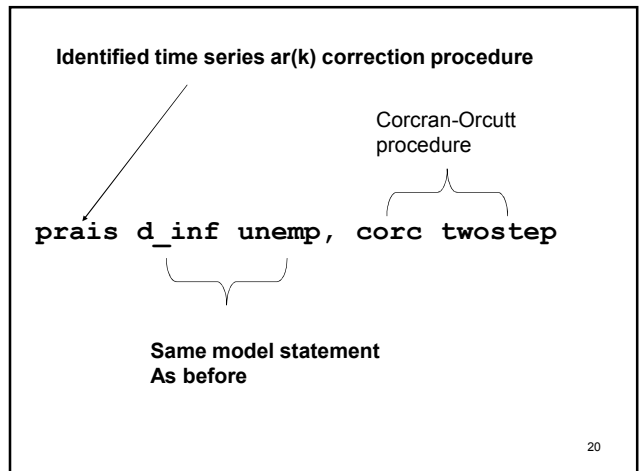 Identified time series ar(k) correction procedure
Corcran-Orcutt
procedure
prais d_inf unemp, corc twostep
Same model statement
As before
20